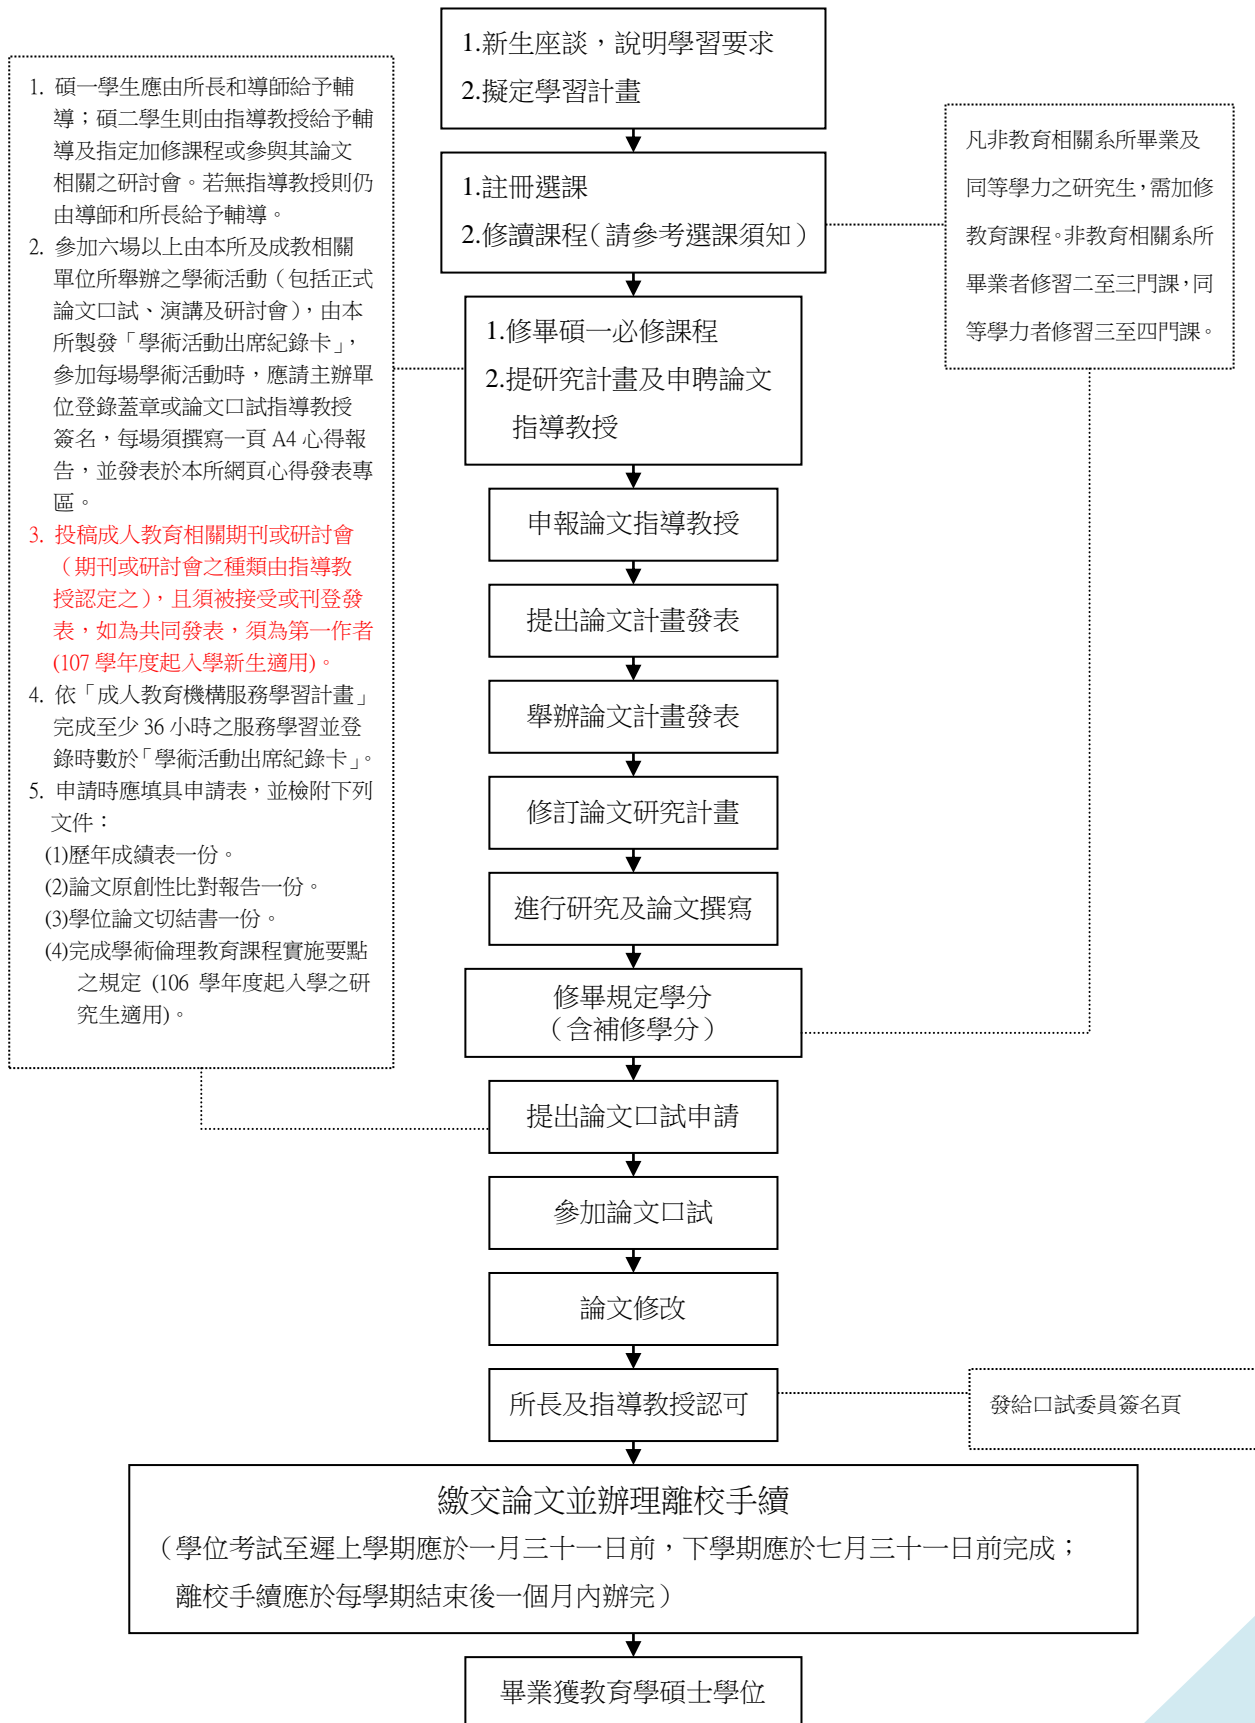 1.新生座談，說明學習要求
2.擬定學習計畫
1. 碩一學生應由所長和導師給予輔
導；碩二學生則由指導教授給予輔
導及指定加修課程或參與其論文
相關之研討會。若無指導教授則仍
由導師和所長給予輔導。
2. 參加六場以上由本所及成教相關
單位所舉辦之學術活動（包括正式
論文口試、演講及研討會），由本
所製發「學術活動出席紀錄卡」，
參加每場學術活動時，應請主辦單
位登錄蓋章或論文口試指導教授
簽名，每場須撰寫一頁 A4 心得報
告，並發表於本所網頁心得發表專
區。
3. 投稿成人教育相關期刊或研討會
（期刊或研討會之種類由指導教
授認定之），且須被接受或刊登發
表，如為共同發表，須為第一作者
(107 學年度起入學新生適用)。
4. 依「成人教育機構服務學習計畫」
完成至少 36 小時之服務學習並登
錄時數於「學術活動出席紀錄卡」。
5. 申請時應填具申請表，並檢附下列
文件：
(1)歷年成績表一份。
(2)論文原創性比對報告一份。
(3)學位論文切結書一份。
(4)完成學術倫理教育課程實施要點
之規定 (106 學年度起入學之研
究生適用)。
凡非教育相關系所畢業及
同等學力之研究生，需加修
教育課程。非教育相關系所
畢業者修習二至三門課，同
等學力者修習三至四門課。
1.註冊選課
2.修讀課程（請參考選課須知）
1.修畢碩一必修課程
2.提研究計畫及申聘論文
指導教授
申報論文指導教授
提出論文計畫發表
舉辦論文計畫發表
修訂論文研究計畫
進行研究及論文撰寫
修畢規定學分
（含補修學分）
提出論文口試申請
參加論文口試
論文修改
所長及指導教授認可
發給口試委員簽名頁
繳交論文並辦理離校手續
（學位考試至遲上學期應於一月三十一日前，下學期應於七月三十一日前完成；
離校手續應於每學期結束後一個月內辦完）
畢業獲教育學碩士學位